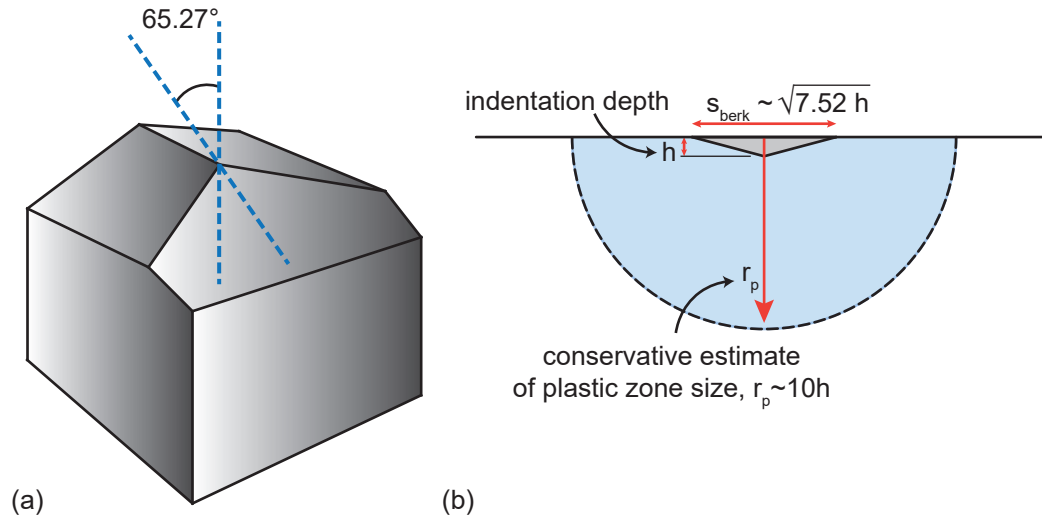 65.27°
indentation depth
s_berk ~ √7.52 h
h
r_p
conservative estimate
of plastic zone size, r_p~10h
(a)
(b)